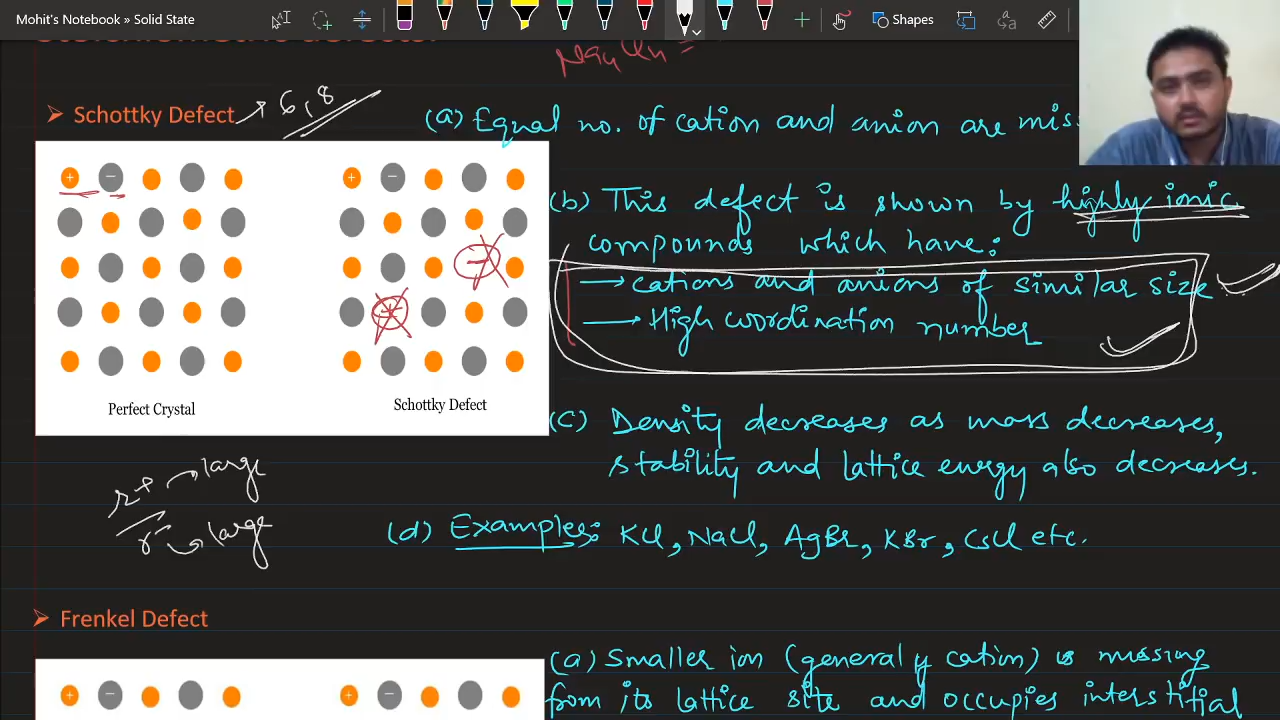 Mohit's Notebook » Solid State
Shapes
Schottky Defect → 6, 8
(a) Equal no. of cation and anion are miss
(b) This defect is shown by highly ionic
compounds which have:
→ cations and anions of similar size
→ High coordination number
+ −
+ −
−
+
Perfect Crystal
Schottky Defect
(c) Density decreases as mass decreases,
stability and lattice energy also decreases.
r+ → large
r- → large
(d) Examples: KCl, NaCl, AgBr, KBr, CsCl etc.
Frenkel Defect
(a) Smaller ion (generally cation) is missing
from its lattice site and occupies interstitial
+ −
+ −